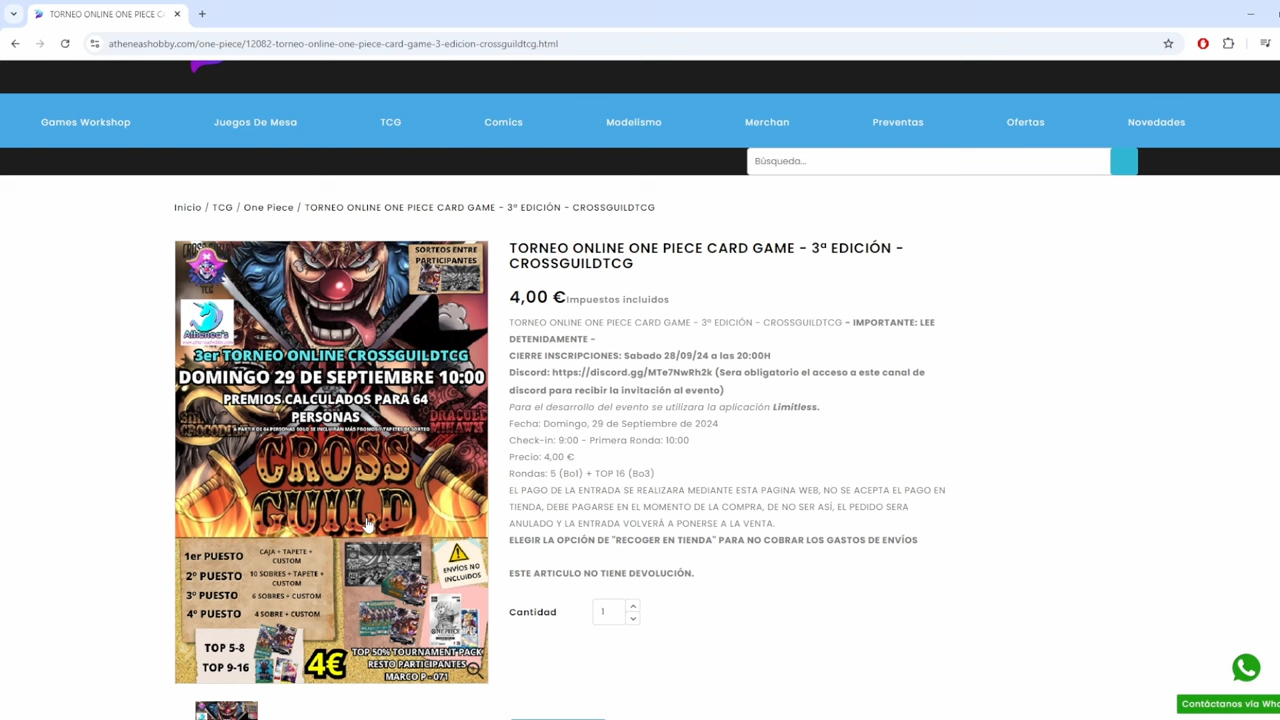 TORNEO ONLINE ONE PIECE CA
atheneashobby.com/one-piece/12082-torneo-online-one-piece-card-game-3-edicion-crossguildtcg.html
Games Workshop
Juegos De Mesa
TCG
Comics
Modelismo
Merchan
Preventas
Ofertas
Novedades
Búsqueda...
Inicio / TCG / One Piece / TORNEO ONLINE ONE PIECE CARD GAME - 3ª EDICIÓN - CROSSGUILDTCG
SORTEOS ENTRE
PARTICIPANTES
TCG
Athenea's
3er TORNEO ONLINE CROSSGUILDTCG
DOMINGO 29 DE SEPTIEMBRE 10:00
PREMIOS CALCULADOS PARA 64
PERSONAS
CROSS
GUILD
1er PUESTO CAJA + TAPETE +
CUSTOM
2º PUESTO 10 SOBRES + TAPETE +
CUSTOM
3º PUESTO 6 SOBRES + CUSTOM
4º PUESTO 4 SOBRE + CUSTOM
ENVÍOS NO
INCLUIDOS
TOP 5-8
TOP 9-16
4€
TOP 50% TOURNAMENT PACK
RESTO PARTICIPANTES
MARCO P - 071
TORNEO ONLINE ONE PIECE CARD GAME - 3ª EDICIÓN -
CROSSGUILDTCG
4,00 € Impuestos incluidos
TORNEO ONLINE ONE PIECE CARD GAME - 3ª EDICIÓN - CROSSGUILDTCG - IMPORTANTE: LEE
DETENIDAMENTE -
CIERRE INSCRIPCIONES: Sabado 28/09/24 a las 20:00H
Discord: https://discord.gg/MTe7NwRh2k (Sera obligatorio el acceso a este canal de
discord para recibir la invitación al evento)
Para el desarrollo del evento se utilizara la aplicación Limitless.
Fecha: Domingo, 29 de Septiembre de 2024
Check-in: 9:00 - Primera Ronda: 10:00
Precio: 4,00 €
Rondas: 5 (Bo1) + TOP 16 (Bo3)
EL PAGO DE LA ENTRADA SE REALIZARA MEDIANTE ESTA PAGINA WEB, NO SE ACEPTA EL PAGO EN
TIENDA, DEBE PAGARSE EN EL MOMENTO DE LA COMPRA, DE NO SER ASÍ, EL PEDIDO SERA
ANULADO Y LA ENTRADA VOLVERÁ A PONERSE A LA VENTA.
ELEGIR LA OPCIÓN DE "RECOGER EN TIENDA" PARA NO COBRAR LOS GASTOS DE ENVÍOS
ESTE ARTICULO NO TIENE DEVOLUCIÓN.
Cantidad
1
Contáctanos via Wha